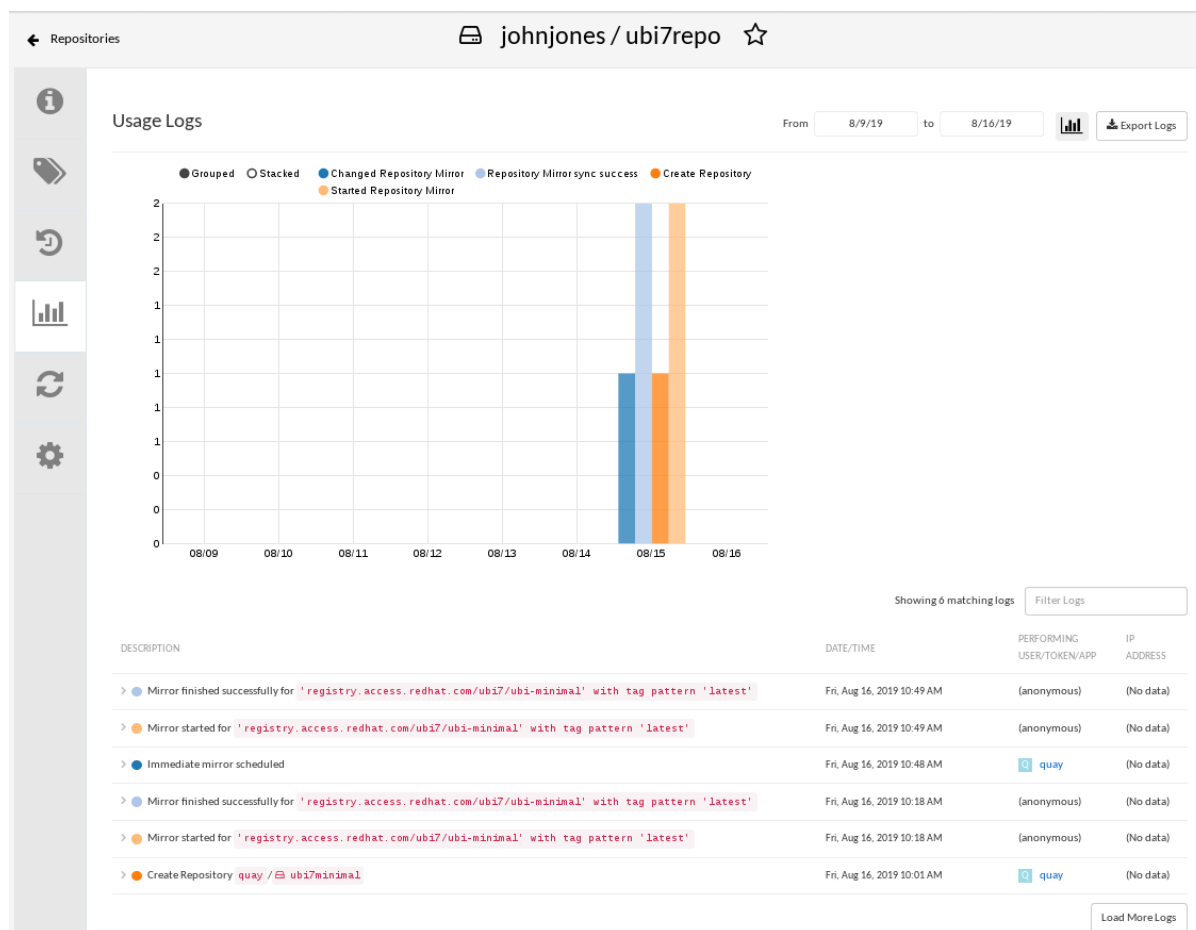 Repositories
johnjones / ubi7repo
Usage Logs
From 8/9/19 to 8/16/19 Export Logs
Grouped Stacked Changed Repository Mirror Repository Mirror sync success Create Repository
Started Repository Mirror
2
2
2
1
1
1
1
1
0
0
0
08/09 08/10 08/11 08/12 08/13 08/14 08/15 08/16
Showing 6 matching logs Filter Logs
DESCRIPTION DATE/TIME PERFORMING USER/TOKEN/APP IP ADDRESS
Mirror finished successfully for 'registry.access.redhat.com/ubi7/ubi-minimal' with tag pattern 'latest' Fri, Aug 16, 2019 10:49 AM (anonymous) (No data)
Mirror started for 'registry.access.redhat.com/ubi7/ubi-minimal' with tag pattern 'latest' Fri, Aug 16, 2019 10:49 AM (anonymous) (No data)
Immediate mirror scheduled Fri, Aug 16, 2019 10:48 AM Q quay (No data)
Mirror finished successfully for 'registry.access.redhat.com/ubi7/ubi-minimal' with tag pattern 'latest' Fri, Aug 16, 2019 10:18 AM (anonymous) (No data)
Mirror started for 'registry.access.redhat.com/ubi7/ubi-minimal' with tag pattern 'latest' Fri, Aug 16, 2019 10:18 AM (anonymous) (No data)
Create Repository quay / ubi7minimal Fri, Aug 16, 2019 10:01 AM Q quay (No data)
Load More Logs